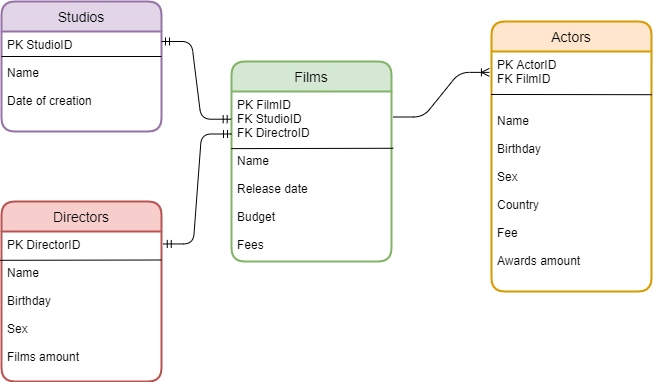 Studios
PK StudioID
Name
Date of creation
Directors
PK DirectorID
Name
Birthday
Sex
Films amount
Films
PK FilmID
FK StudioID
FK DirectroID
Name
Release date
Budget
Fees
Actors
PK ActorID
FK FilmID
Name
Birthday
Sex
Country
Fee
Awards amount